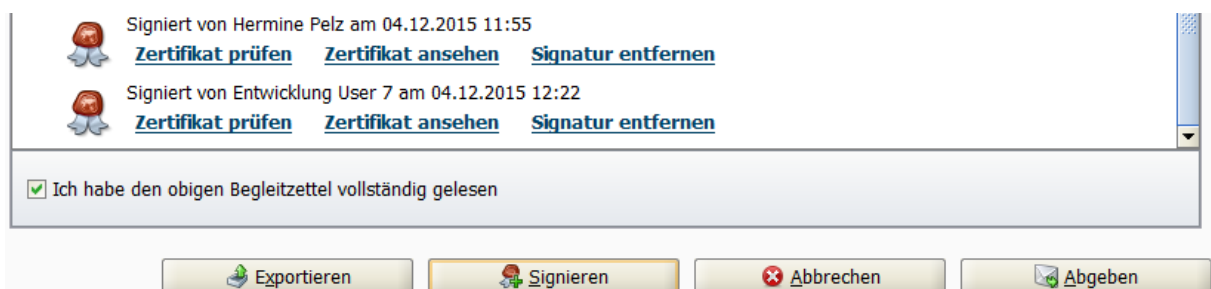 Signiert von Hermine Pelz am 04.12.2015 11:55
Zertifikat prüfen Zertifikat ansehen Signatur entfernen
Signiert von Entwicklung User 7 am 04.12.2015 12:22
Zertifikat prüfen Zertifikat ansehen Signatur entfernen
Ich habe den obigen Begleitzettel vollständig gelesen
Exportieren Signieren Abbrechen Abgeben